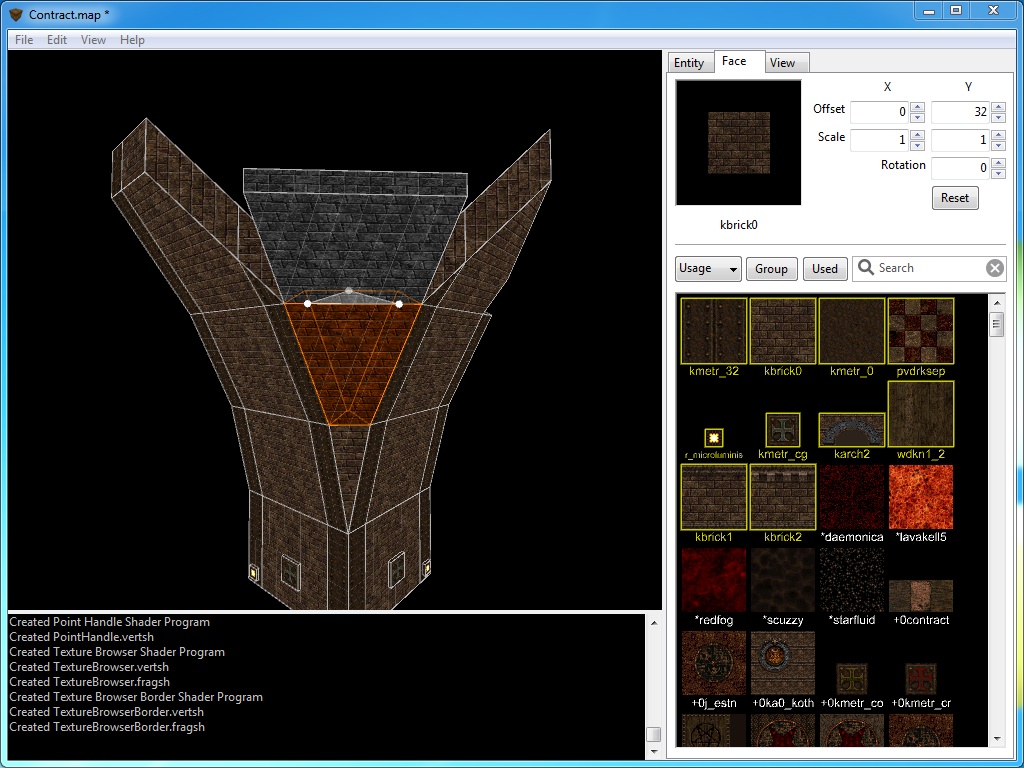 Contract.map *
File Edit View Help
Entity Face View
X Y
Offset 0 32
Scale 1 1
Rotation 0
Reset
kbrick0
Usage Group Used Search
kmetr_32 kbrick0 kmetr_0 pvdrksep
r_microluminis kmetr_cg karch2 wdkn1_2
kbrick1 kbrick2 *daemonica *lavakell5
*redfog *scuzzy *starfluid +0contract
+0j_estn +0ka0_koth +0kmetr_co +0kmetr_cr
Created Point Handle Shader Program
Created PointHandle.vertsh
Created Texture Browser Shader Program
Created TextureBrowser.vertsh
Created TextureBrowser.fragsh
Created Texture Browser Border Shader Program
Created TextureBrowserBorder.vertsh
Created TextureBrowserBorder.fragsh